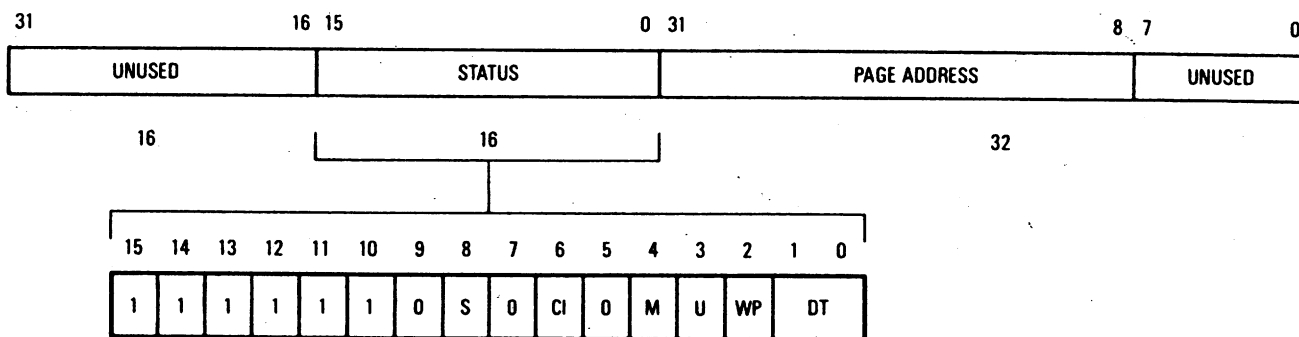 31 16 15 0 31 8 7 0
UNUSED STATUS PAGE ADDRESS UNUSED
16 16 32
15 14 13 12 11 10 9 8 7 6 5 4 3 2 1 0
1 1 1 1 1 1 0 S 0 CI 0 M U WP DT